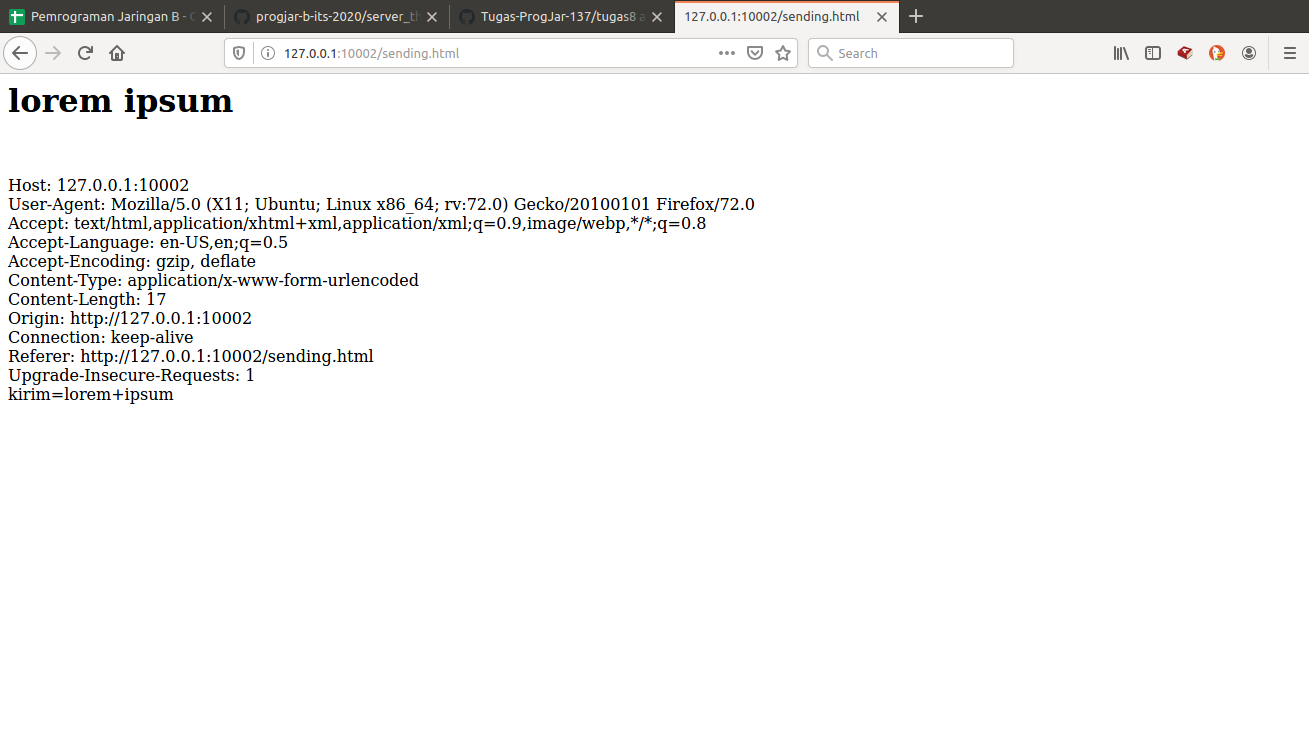 Pemrograman Jaringan B -
progjar-b-its-2020/server_th
Tugas-ProgJar-137/tugas8 a
127.0.0.1:10002/sending.html
127.0.0.1:10002/sending.html
Search
lorem ipsum
Host: 127.0.0.1:10002
User-Agent: Mozilla/5.0 (X11; Ubuntu; Linux x86_64; rv:72.0) Gecko/20100101 Firefox/72.0
Accept: text/html,application/xhtml+xml,application/xml;q=0.9,image/webp,*/*;q=0.8
Accept-Language: en-US,en;q=0.5
Accept-Encoding: gzip, deflate
Content-Type: application/x-www-form-urlencoded
Content-Length: 17
Origin: http://127.0.0.1:10002
Connection: keep-alive
Referer: http://127.0.0.1:10002/sending.html
Upgrade-Insecure-Requests: 1
kirim=lorem+ipsum